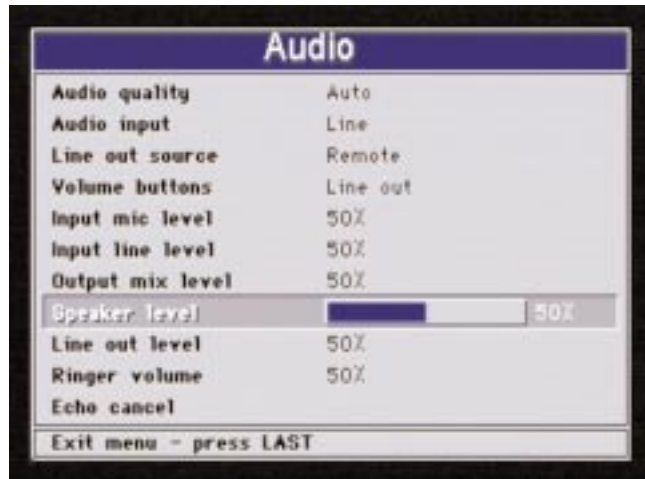 Audio
Audio quality Auto
Audio input Line
Line out source Remote
Volume buttons Line out
Input mic level 50%
Input line level 50%
Output mix level 50%
Speaker level 50%
Line out level 50%
Ringer volume 50%
Echo cancel
Exit menu - press LAST